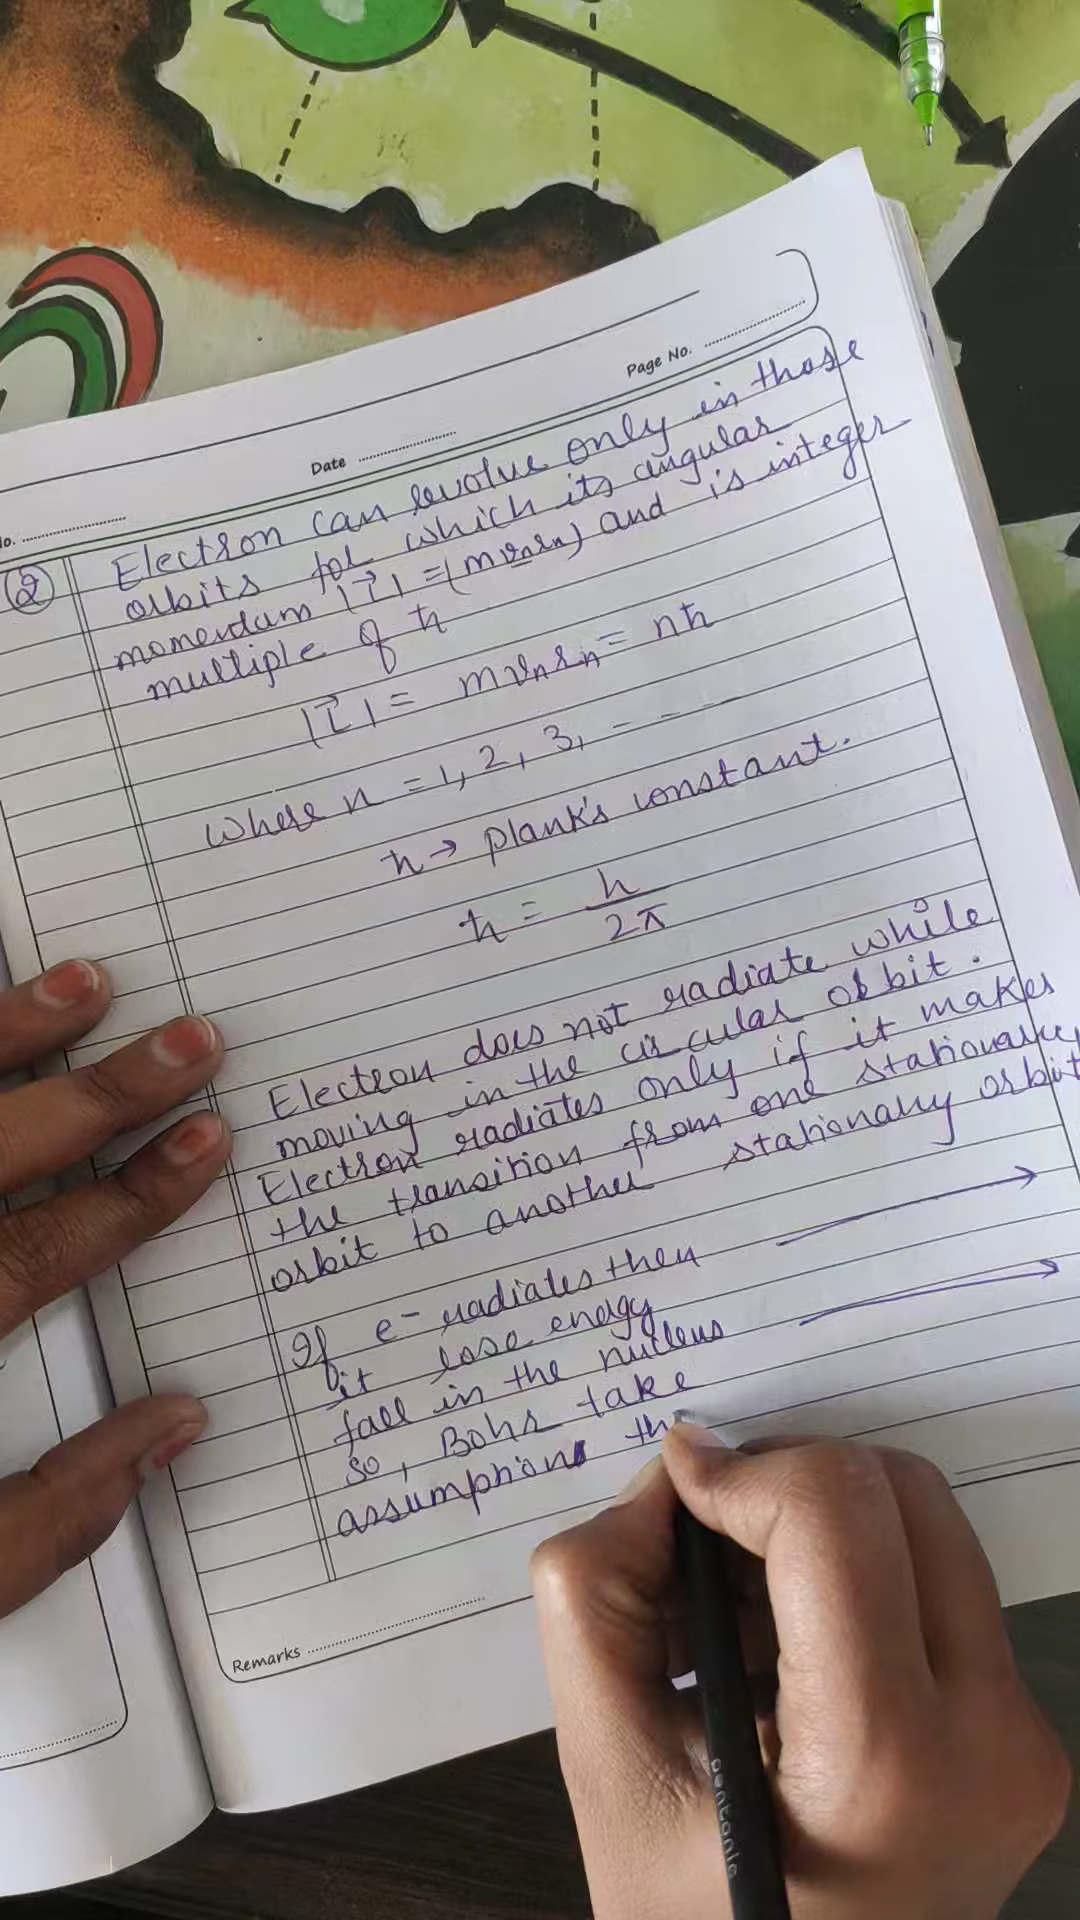 Page No.
Date
②
Electron can revolve only in those
orbits for which its angular
momentum |L⃗| = (mvₙrₙ) and is integer
multiple of ħ
|L⃗| = mvₙrₙ = nħ
where n = 1, 2, 3, - - - -
ħ → plank's constant.
ħ = h/2π
Electron does not radiate while
moving in the circular orbit.
Electron radiates only if it makes
the transition from one stationary
orbit to another stationary orbit
If e⁻ radiates then →
it lose energy
fall in the nucleus →
so, Bohr take
assumptions
Remarks
Pentonic